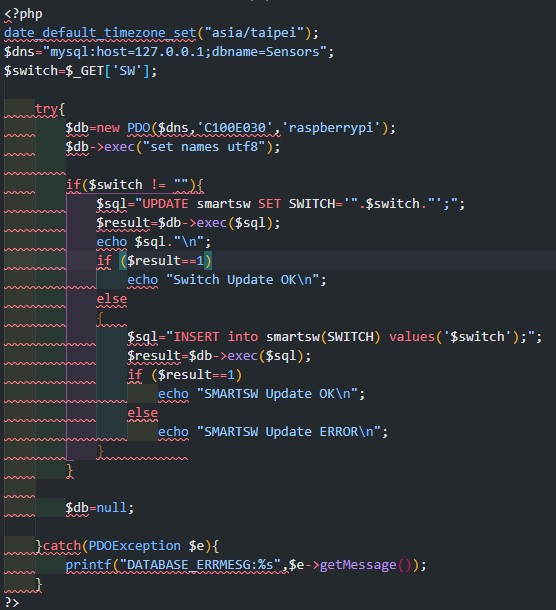 <?php
date_default_timezone_set("asia/taipei");
$dns="mysql:host=127.0.0.1;dbname=Sensors";
$switch=$_GET['SW'];
try{
$db=new PDO($dns,'C100E030','raspberrypi');
$db->exec("set names utf8");
if($switch != ""){
$sql="UPDATE smartsw SET SWITCH='".$switch."';";
$result=$db->exec($sql);
echo $sql."\n";
if ($result==1)
echo "Switch Update OK\n";
else
{
$sql="INSERT into smartsw(SWITCH) values('$switch');";
$result=$db->exec($sql);
if ($result==1)
echo "SMARTSW Update OK\n";
else
echo "SMARTSW Update ERROR\n";
}
}
$db=null;
}catch(PDOException $e){
printf("DATABASE_ERRMESG:%s",$e->getMessage());
}
?>